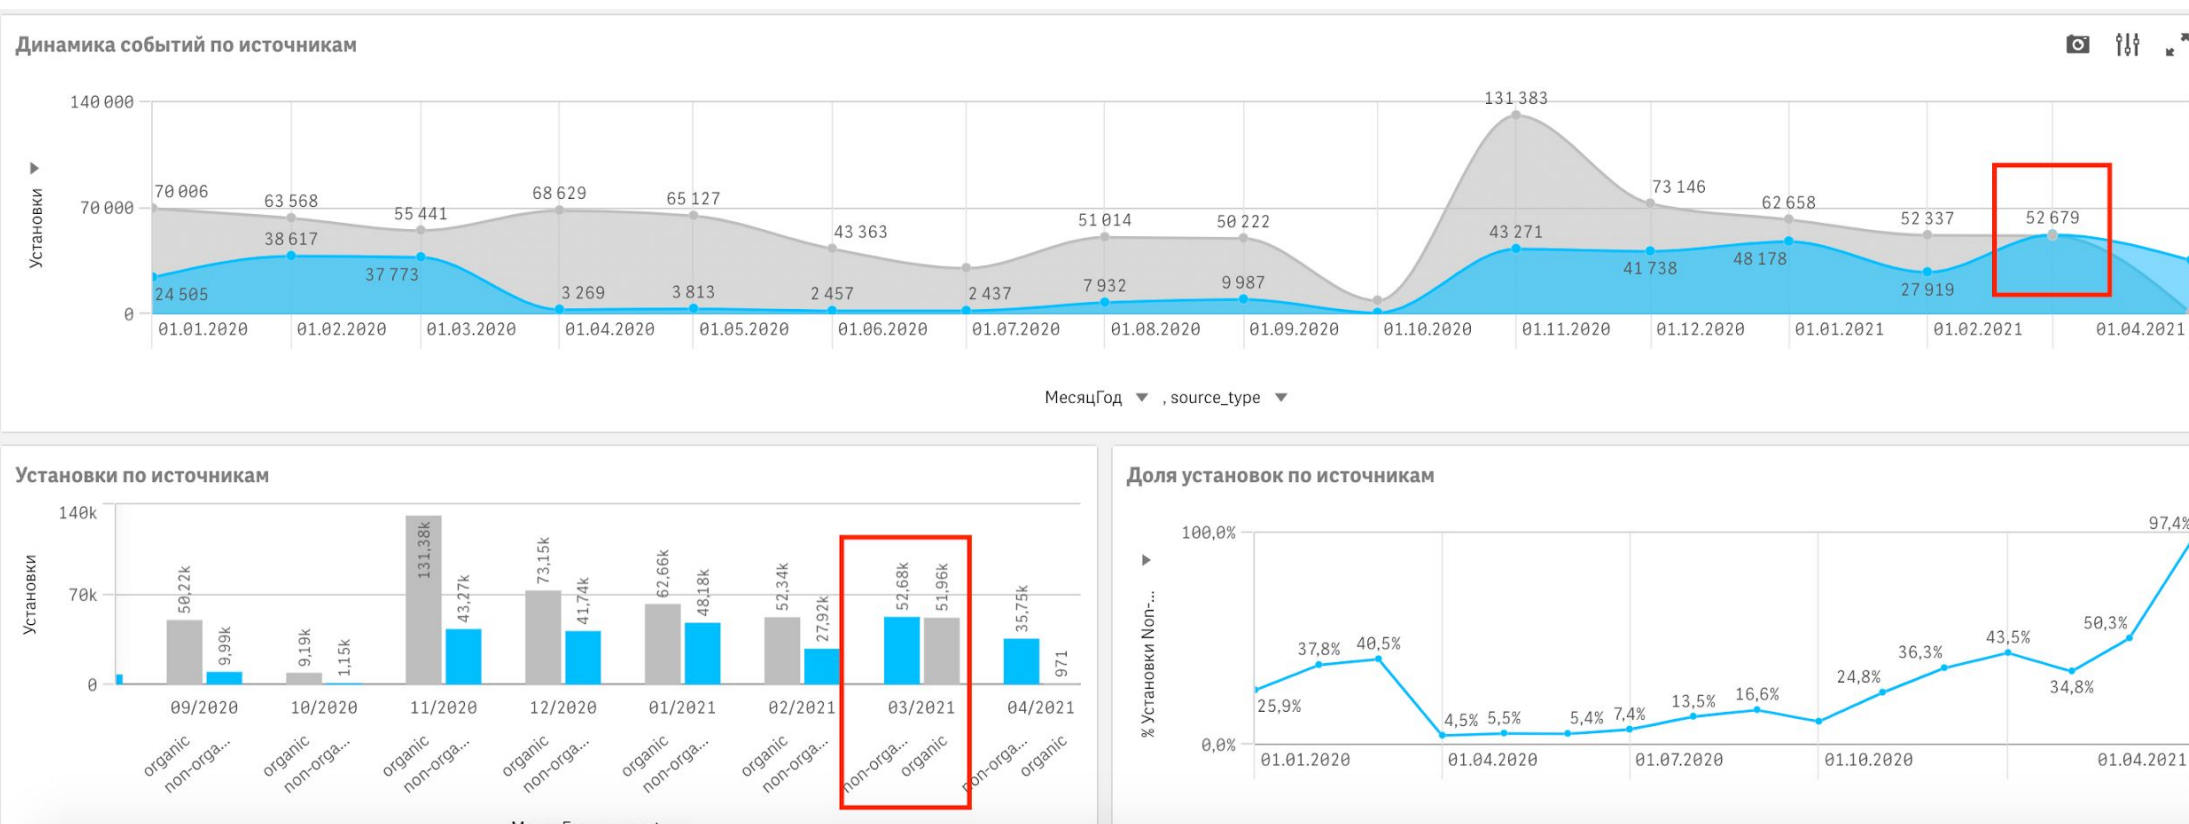 Динамика событий по источникам
140 000
70 000
0
Установки
131 383
70 006
63 568
55 441
68 629
65 127
43 363
51 014
50 222
73 146
62 658
52 337
52 679
38 617
37 773
24 505
3 269
3 813
2 457
2 437
7 932
9 987
43 271
41 738
48 178
27 919
01.01.2020
01.02.2020
01.03.2020
01.04.2020
01.05.2020
01.06.2020
01.07.2020
01.08.2020
01.09.2020
01.10.2020
01.11.2020
01.12.2020
01.01.2021
01.02.2021
01.04.2021
МесяцГод , source_type
Установки по источникам
140k
70k
0
Установки
50,22k
9,99k
9,19k
1,15k
131,38k
43,27k
73,15k
41,74k
62,66k
48,18k
52,34k
27,92k
52,68k
51,96k
35,75k
971
09/2020
10/2020
11/2020
12/2020
01/2021
02/2021
03/2021
04/2021
organic
non-orga...
organic
non-orga...
organic
non-orga...
organic
non-orga...
organic
non-orga...
organic
non-orga...
non-orga...
organic
non-orga...
organic
Доля установок по источникам
100,0%
0,0%
% Установки Non-...
25,9%
37,8%
40,5%
4,5%
5,5%
5,4%
7,4%
13,5%
16,6%
24,8%
36,3%
43,5%
34,8%
50,3%
97,4%
01.01.2020
01.04.2020
01.07.2020
01.10.2020
01.04.2021